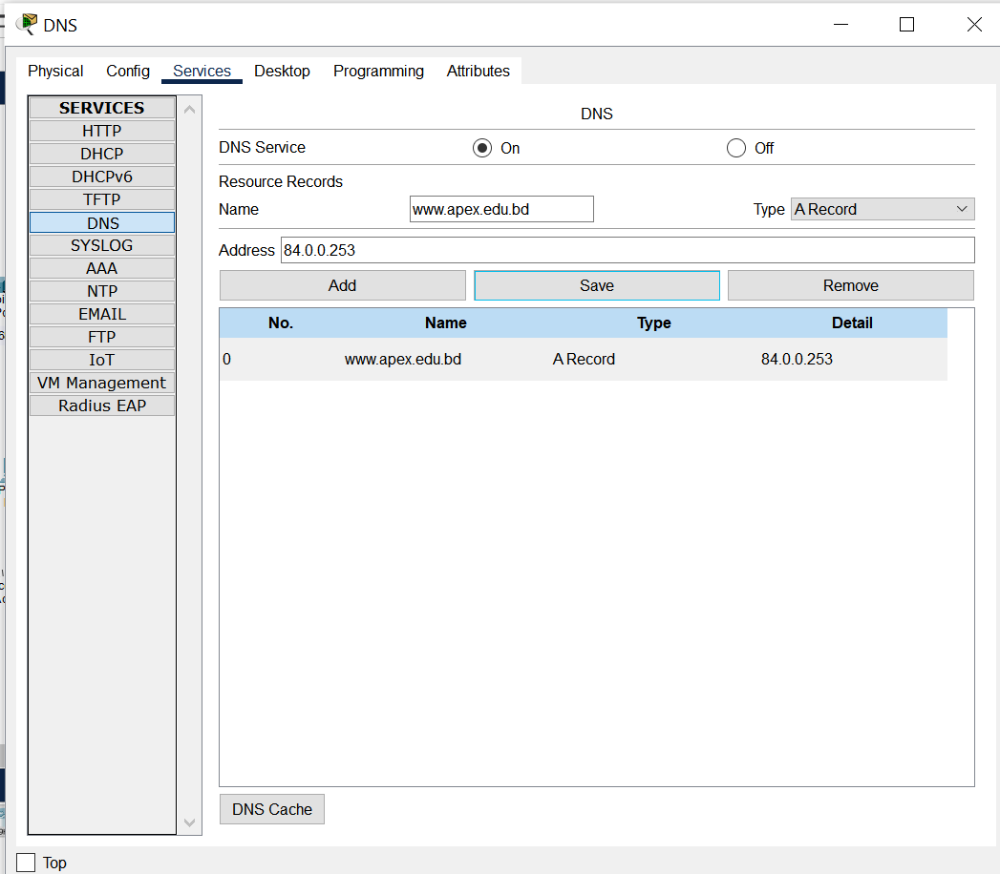 DNS
Physical Config Services Desktop Programming Attributes
SERVICES
HTTP
DHCP
DHCPv6
TFTP
DNS
SYSLOG
AAA
NTP
EMAIL
FTP
IoT
VM Management
Radius EAP
DNS
DNS Service On Off
Resource Records
Name www.apex.edu.bd Type A Record
Address 84.0.0.253
Add Save Remove
No. Name Type Detail
0 www.apex.edu.bd A Record 84.0.0.253
DNS Cache
Top